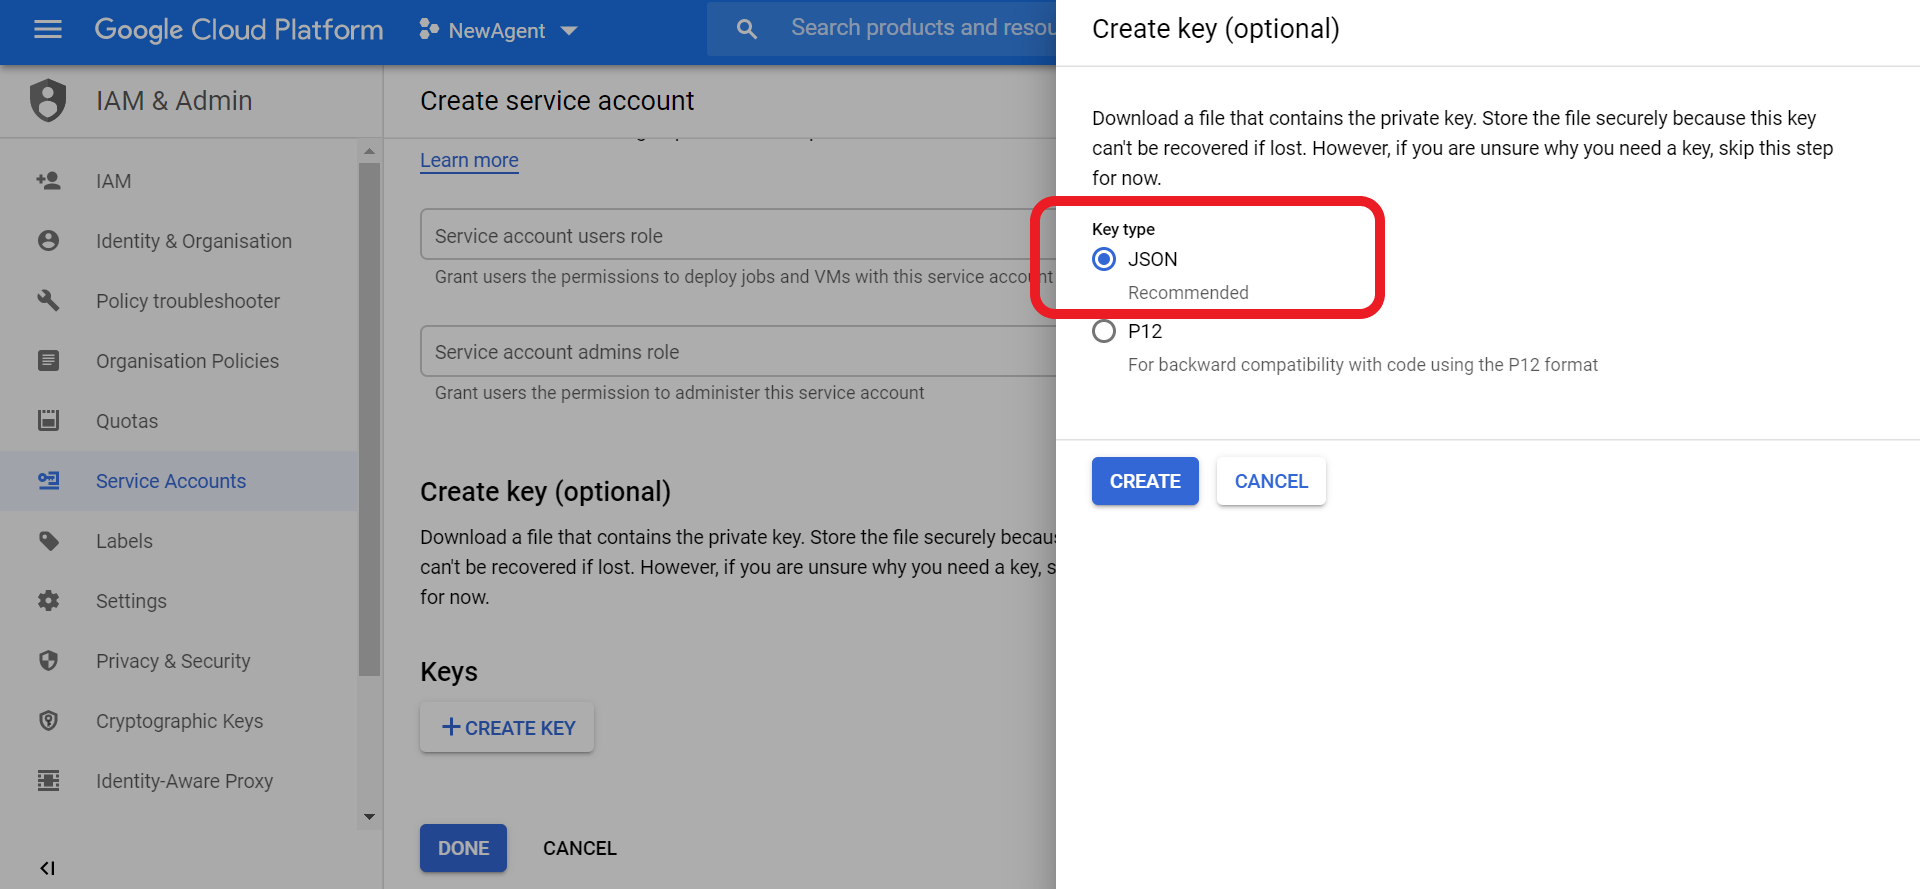 Google Cloud Platform
NewAgent
Search products and resou
IAM & Admin
IAM
Identity & Organisation
Policy troubleshooter
Organisation Policies
Quotas
Service Accounts
Labels
Settings
Privacy & Security
Cryptographic Keys
Identity-Aware Proxy
Create service account
Learn more
Service account users role
Grant users the permissions to deploy jobs and VMs with this service account
Service account admins role
Grant users the permission to administer this service account
Create key (optional)
Download a file that contains the private key. Store the file securely becau
can't be recovered if lost. However, if you are unsure why you need a key, s
for now.
Keys
CREATE KEY
DONE
CANCEL
Create key (optional)
Download a file that contains the private key. Store the file securely because this key
can't be recovered if lost. However, if you are unsure why you need a key, skip this step
for now.
Key type
JSON
Recommended
P12
For backward compatibility with code using the P12 format
CREATE
CANCEL